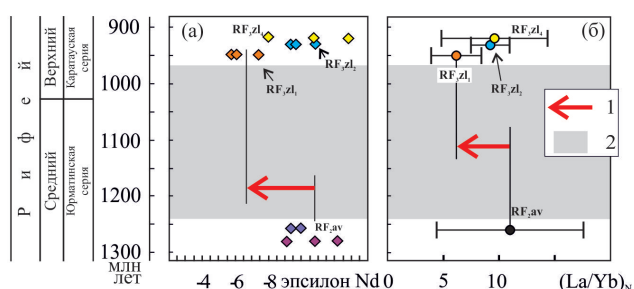 Рифей
Верхний
Каратауская
серия
Средний
Юрматинская
серия
900
1000
1100
1200
1300
млн
лет
(а)
RF₃zl₄
RF₃zl₂
RF₃zl₁
RF₂av
-4 -6 -8 эпсилон Nd
(б)
RF₃zl₄
RF₃zl₁
RF₃zl₂
1
2
RF₂av
0 5 10 (La/Yb)N